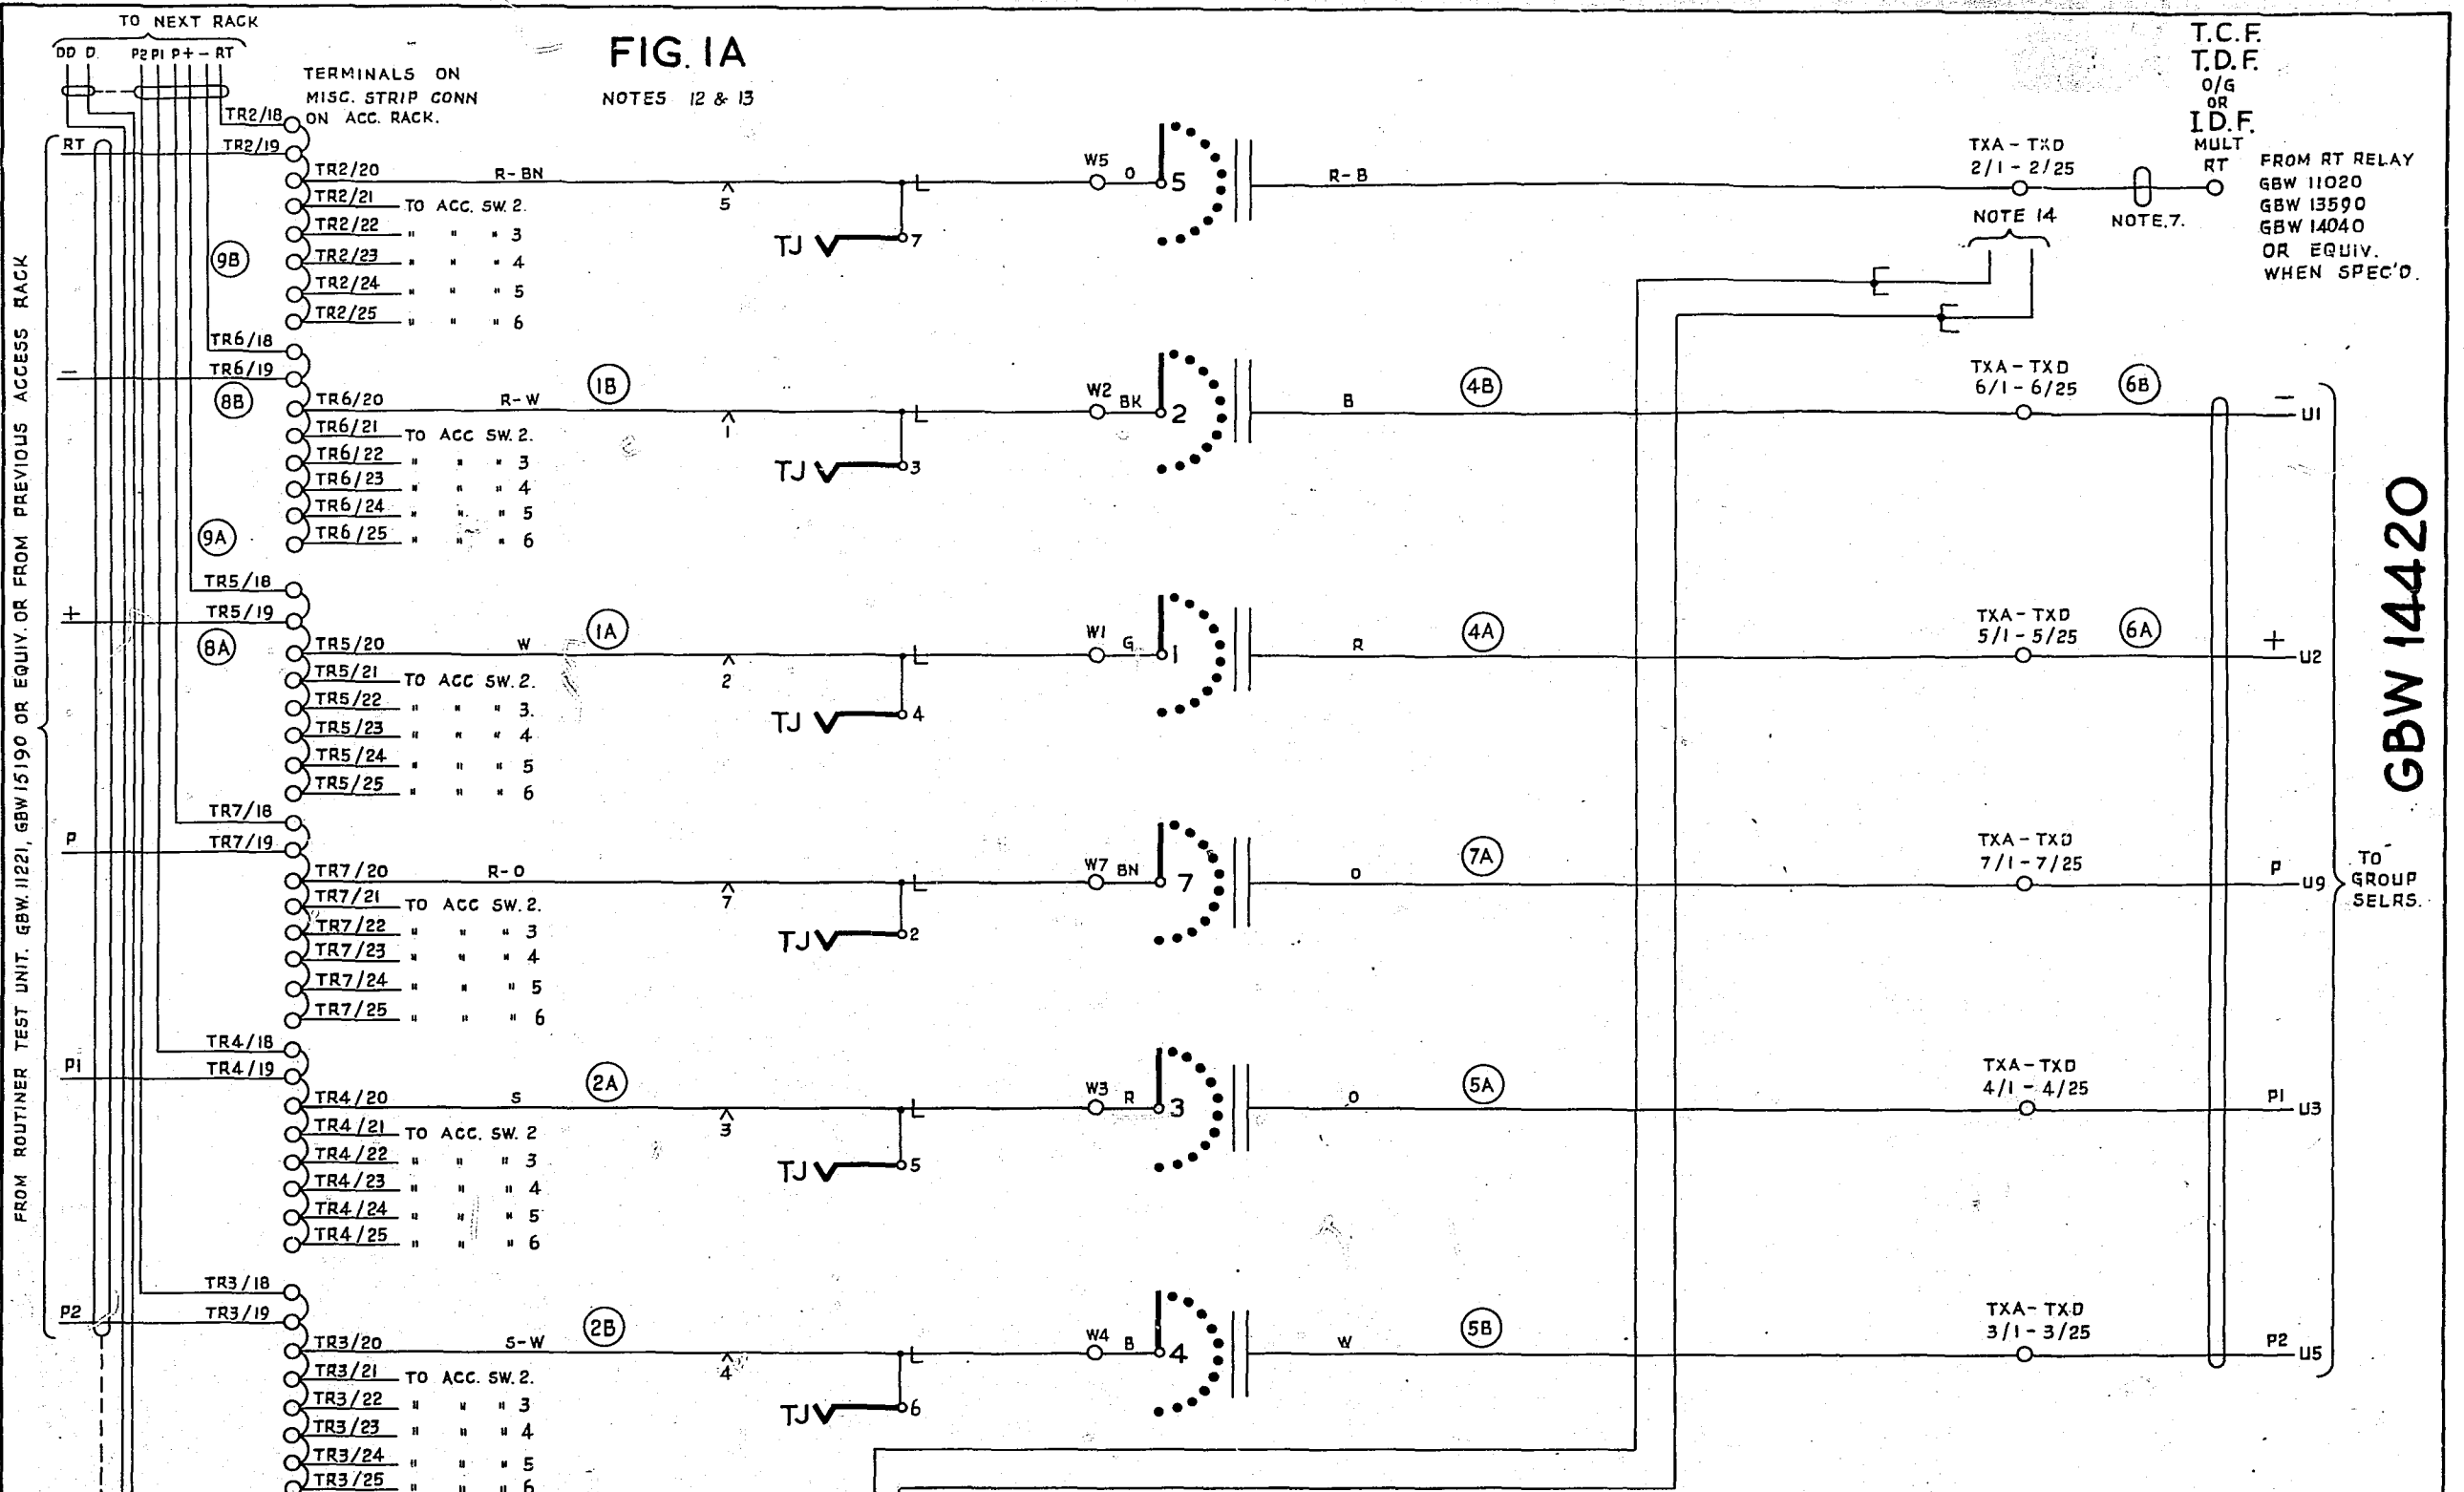 TO NEXT RACK
DD D. P2 P1 P + - RT
FIG. 1A
NOTES 12 & 13
TERMINALS ON
MISC. STRIP CONN
ON ACC. RACK.
T.C.F.
T.D.F.
O/G
OR
I.D.F.
MULT
RT
FROM RT RELAY
GBW 11020
GBW 13590
GBW 14040
OR EQUIV.
WHEN SPEC'D.
FROM ROUTINER TEST UNIT. GBW. 11221, GBW 15190 OR EQUIV. OR FROM PREVIOUS ACCESS RACK
TR2/18
RT TR2/19
TR2/20 R-BN 5 L W5 O 5 R-B
TXA-TXD
2/1-2/25
NOTE 14
NOTE.7.
TR2/21 TO ACC. SW. 2.
TR2/22 " " " 3
TJ 7
TR2/23 " " " 4
9B
TR2/24 " " " 5
TR2/25 " " " 6
TR6/18
- TR6/19
8B
TR6/20 R-W 1B 1 L W2 BK 2 B 4B
TXA-TXD
6/1-6/25
6B - U1
TR6/21 TO ACC SW. 2.
TR6/22 " " " 3
TJ 3
TR6/23 " " " 4
TR6/24 " " " 5
TR6/25 " " " 6
9A
TR5/18
+ TR5/19
8A
TR5/20 W 1A 2 L W1 G 1 R 4A
TXA-TXD
5/1-5/25
6A + U2
TR5/21 TO ACC SW. 2.
TR5/22 " " " 3.
TJ 4
TR5/23 " " " 4
TR5/24 " " " 5
TR5/25 " " " 6
TR7/18
P TR7/19
TR7/20 R-O 7 L W7 BN 7 O 7A
TXA-TXD
7/1-7/25
P U9
TO
GROUP
SELRS.
TR7/21 TO ACC SW. 2.
TR7/22 " " " 3
TJ 2
TR7/23 " " " 4
TR7/24 " " " 5
TR7/25 " " " 6
TR4/18
P1 TR4/19
TR4/20 S 2A 3 L W3 R 3 O 5A
TXA-TXD
4/1-4/25
P1 U3
TR4/21 TO ACC. SW. 2
TR4/22 " " " 3
TJ 5
TR4/23 " " " 4
TR4/24 " " " 5
TR4/25 " " " 6
TR3/18
P2 TR3/19
TR3/20 S-W 2B 4 L W4 B 4 W 5B
TXA-TXD
3/1-3/25
P2 U5
TR3/21 TO ACC. SW. 2.
TR3/22 " " " 3
TJ 6
TR3/23 " " " 4
TR3/24 " " " 5
TR3/25 " " " 6
GBW 14420